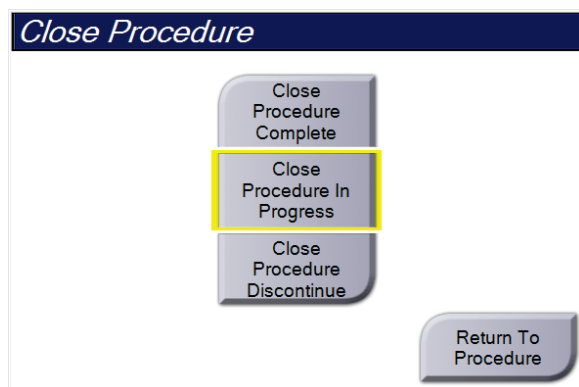 Close Procedure
Close
Procedure
Complete
Close
Procedure In
Progress
Close
Procedure
Discontinue
Return To
Procedure